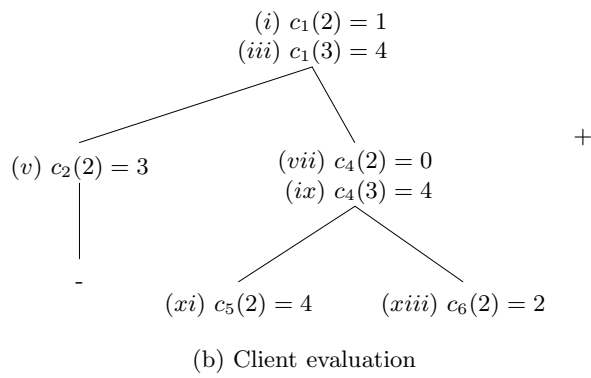 (i) c₁(2) = 1
(iii) c₁(3) = 4
+
(v) c₂(2) = 3
(vii) c₄(2) = 0
(ix) c₄(3) = 4
-
(xi) c₅(2) = 4
(xiii) c₆(2) = 2
(b) Client evaluation